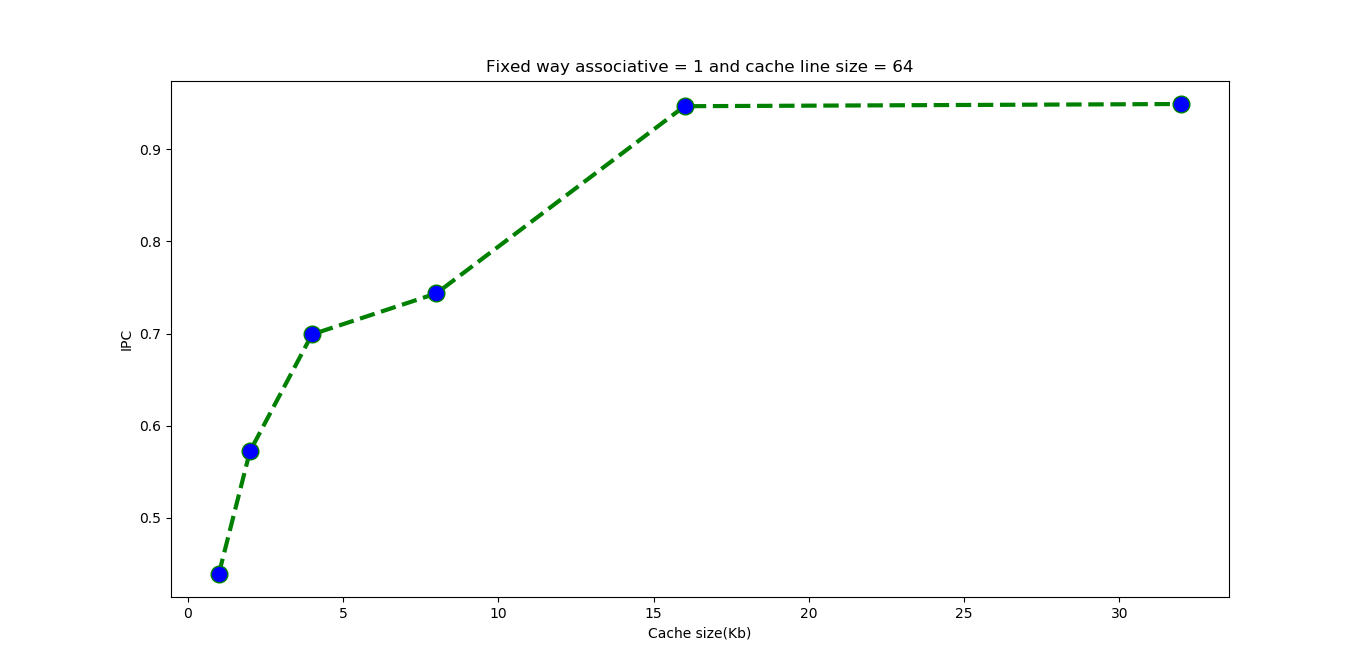 Fixed way associative = 1 and cache line size = 64
0.9
0.8
0.7
0.6
0.5
IPC
0 5 10 15 20 25 30
Cache size(Kb)